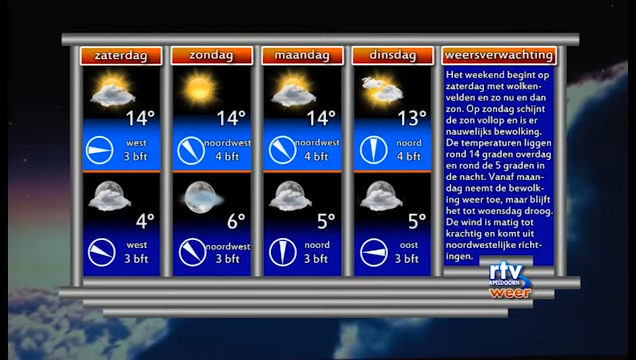 zaterdag
zondag
maandag
dinsdag
weersverwachting
14°
west
3 bft
14°
noordwest
4 bft
14°
noordwest
4 bft
13°
noord
4 bft
4°
west
3 bft
6°
noordwest
3 bft
5°
noord
3 bft
5°
oost
3 bft
Het weekend begint op
zaterdag met wolken-
velden en zo nu en dan
zon. Op zondag schijnt
de zon vollop en is er
nauwelijks bewolking.
De temperaturen liggen
rond 14 graden overdag
en rond de 5 graden in
de nacht. Vanaf maan-
dag neemt de bewolk-
ing weer toe, maar blijft
het tot woensdag droog.
De wind is matig tot
krachtig en komt uit
noordwestelijke richt-
ingen.
rtv
APELDOORN
weer